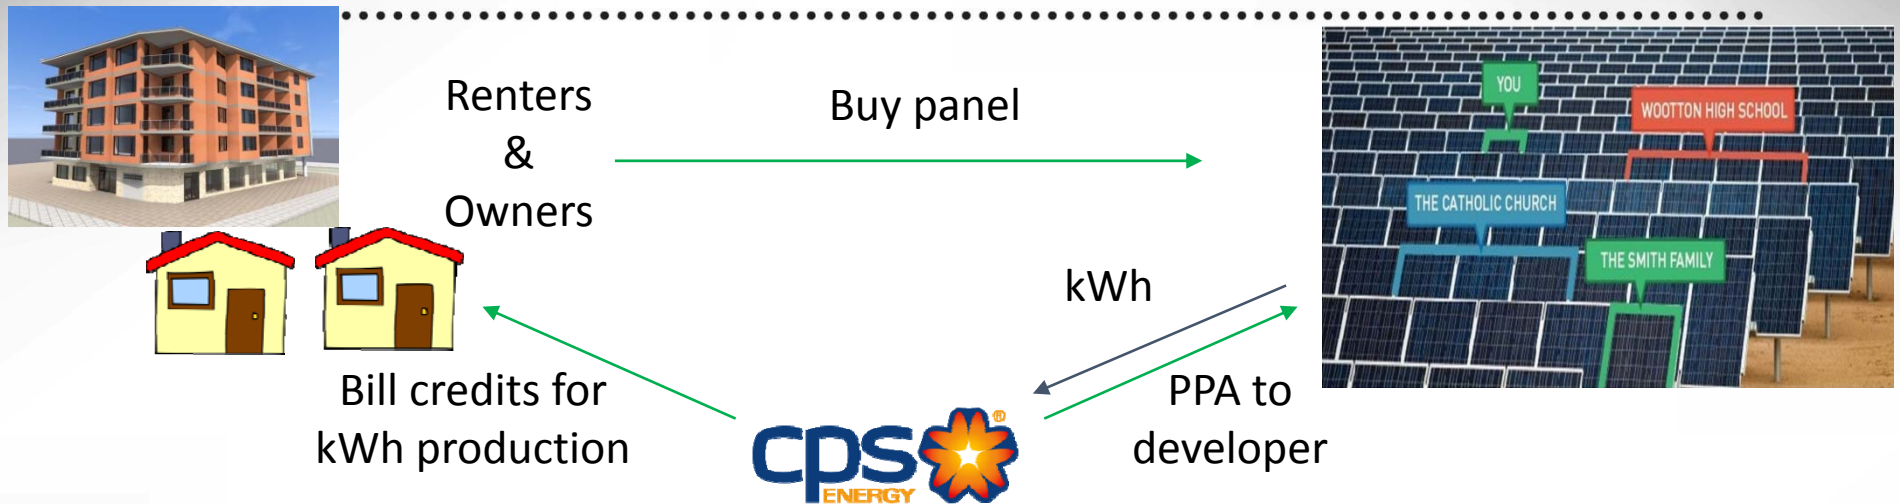 Renters
&
Owners
Buy panel
YOU
WOOTTON HIGH SCHOOL
THE CATHOLIC CHURCH
THE SMITH FAMILY
kWh
Bill credits for
kWh production
PPA to
developer
cps
®
ENERGY